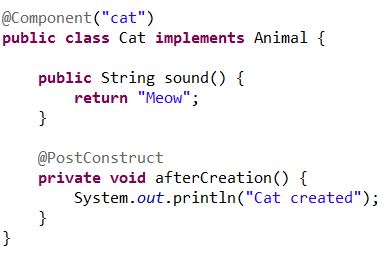 @Component("cat")
public class Cat implements Animal {
public String sound() {
return "Meow";
}
@PostConstruct
private void afterCreation() {
System.out.println("Cat created");
}
}